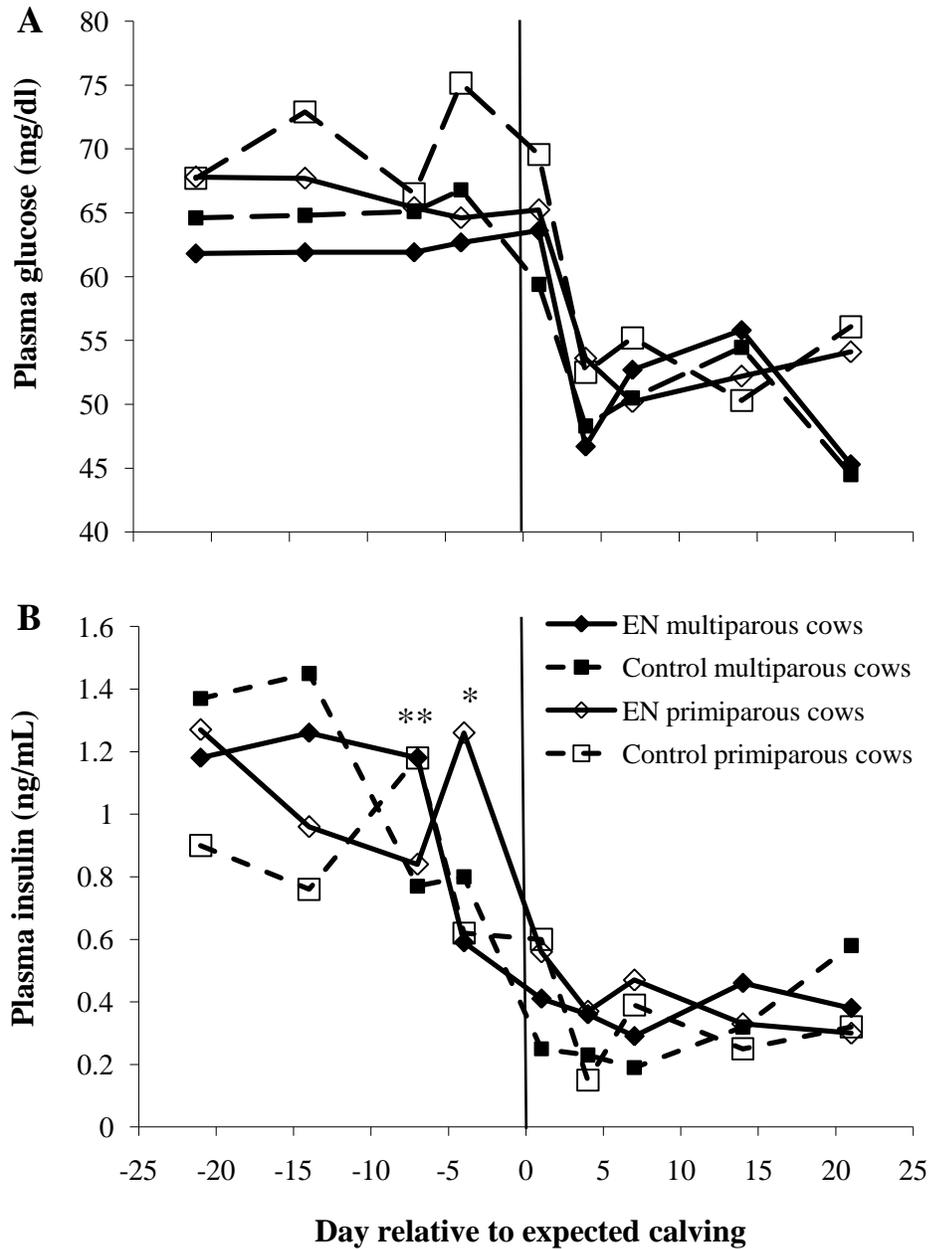 A
Plasma glucose (mg/dl)
80
75
70
65
60
55
50
45
40
B
Plasma insulin (ng/mL)
1.6
1.4
1.2
1
0.8
0.6
0.4
0.2
0
**
*
EN multiparous cows
Control multiparous cows
EN primiparous cows
Control primiparous cows
-25 -20 -15 -10 -5 0 5 10 15 20 25
Day relative to expected calving